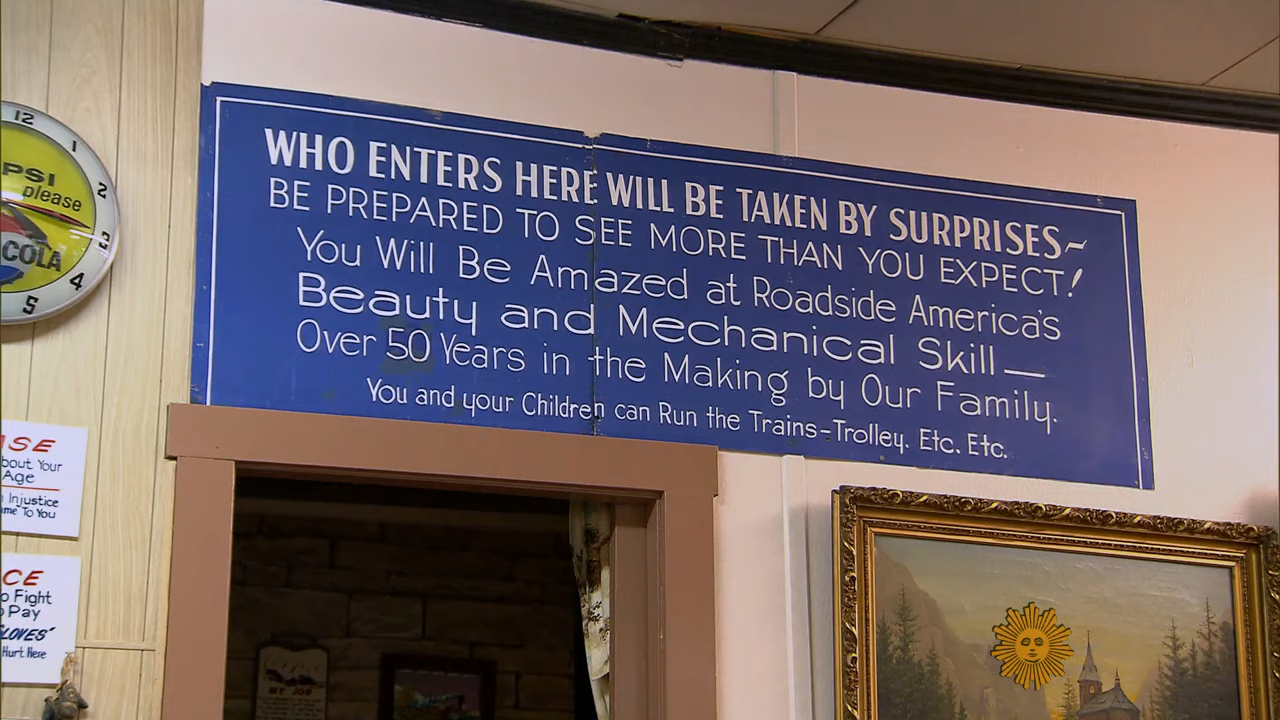 WHO ENTERS HERE WILL BE TAKEN BY SURPRISES~
BE PREPARED TO SEE MORE THAN YOU EXPECT!
You Will Be Amazed at Roadside America's
Beauty and Mechanical Skill—
Over 50 Years in the Making by Our Family.
You and your Children can Run the Trains-Trolley. Etc. Etc.
12
1
2
3
4
5
PSI
please
COLA
ASE
bout Your
Age
Injustice
me To You
CE
o Fight
Pay
LOVES"
Hurt Here
MY JOB